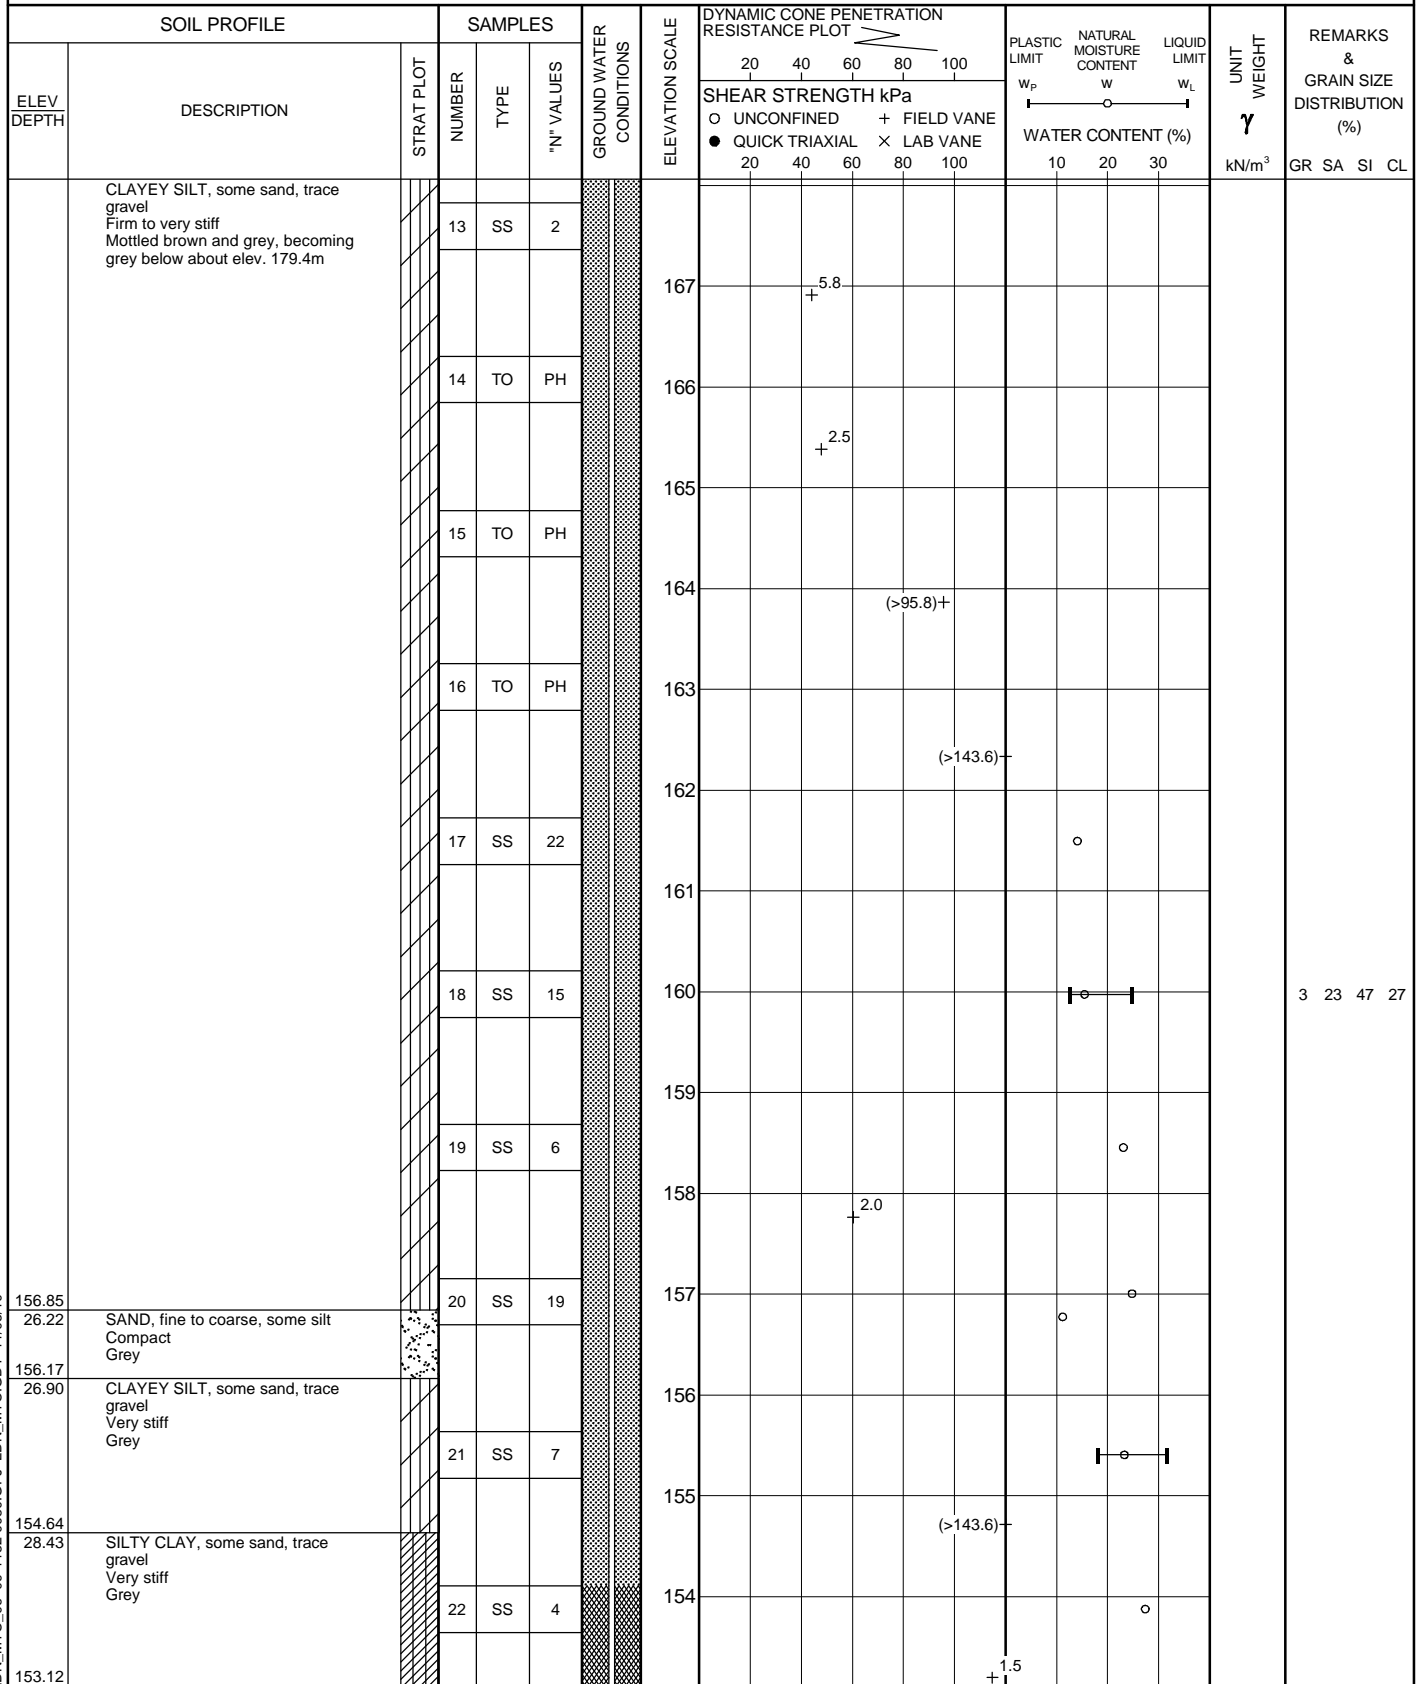 SOIL PROFILE
SAMPLES
GROUND WATER
CONDITIONS
ELEVATION SCALE
DYNAMIC CONE PENETRATION
RESISTANCE PLOT
20 40 60 80 100
PLASTIC
LIMIT
NATURAL
MOISTURE
CONTENT
LIQUID
LIMIT
wP w wL
UNIT
WEIGHT
γ
kN/m³
REMARKS
&
GRAIN SIZE
DISTRIBUTION
(%)
GR SA SI CL
ELEV
DEPTH
DESCRIPTION
STRAT PLOT
NUMBER
TYPE
"N" VALUES
SHEAR STRENGTH kPa
○ UNCONFINED + FIELD VANE
● QUICK TRIAXIAL × LAB VANE
20 40 60 80 100
WATER CONTENT (%)
10 20 30
CLAYEY SILT, some sand, trace
gravel
Firm to very stiff
Mottled brown and grey, becoming
grey below about elev. 179.4m
13 SS 2
167
5.8
14 TO PH
166
2.5
165
15 TO PH
164
(>95.8)
16 TO PH
163
(>143.6)
162
17 SS 22
161
18 SS 15
160
3 23 47 27
159
19 SS 6
158
2.0
157
20 SS 19
156.85
26.22
SAND, fine to coarse, some silt
Compact
Grey
156.17
26.90
CLAYEY SILT, some sand, trace
gravel
Very stiff
Grey
156
21 SS 7
155
154.64
28.43
(>143.6)
SILTY CLAY, some sand, trace
gravel
Very stiff
Grey
154
22 SS 4
1.5
153.12